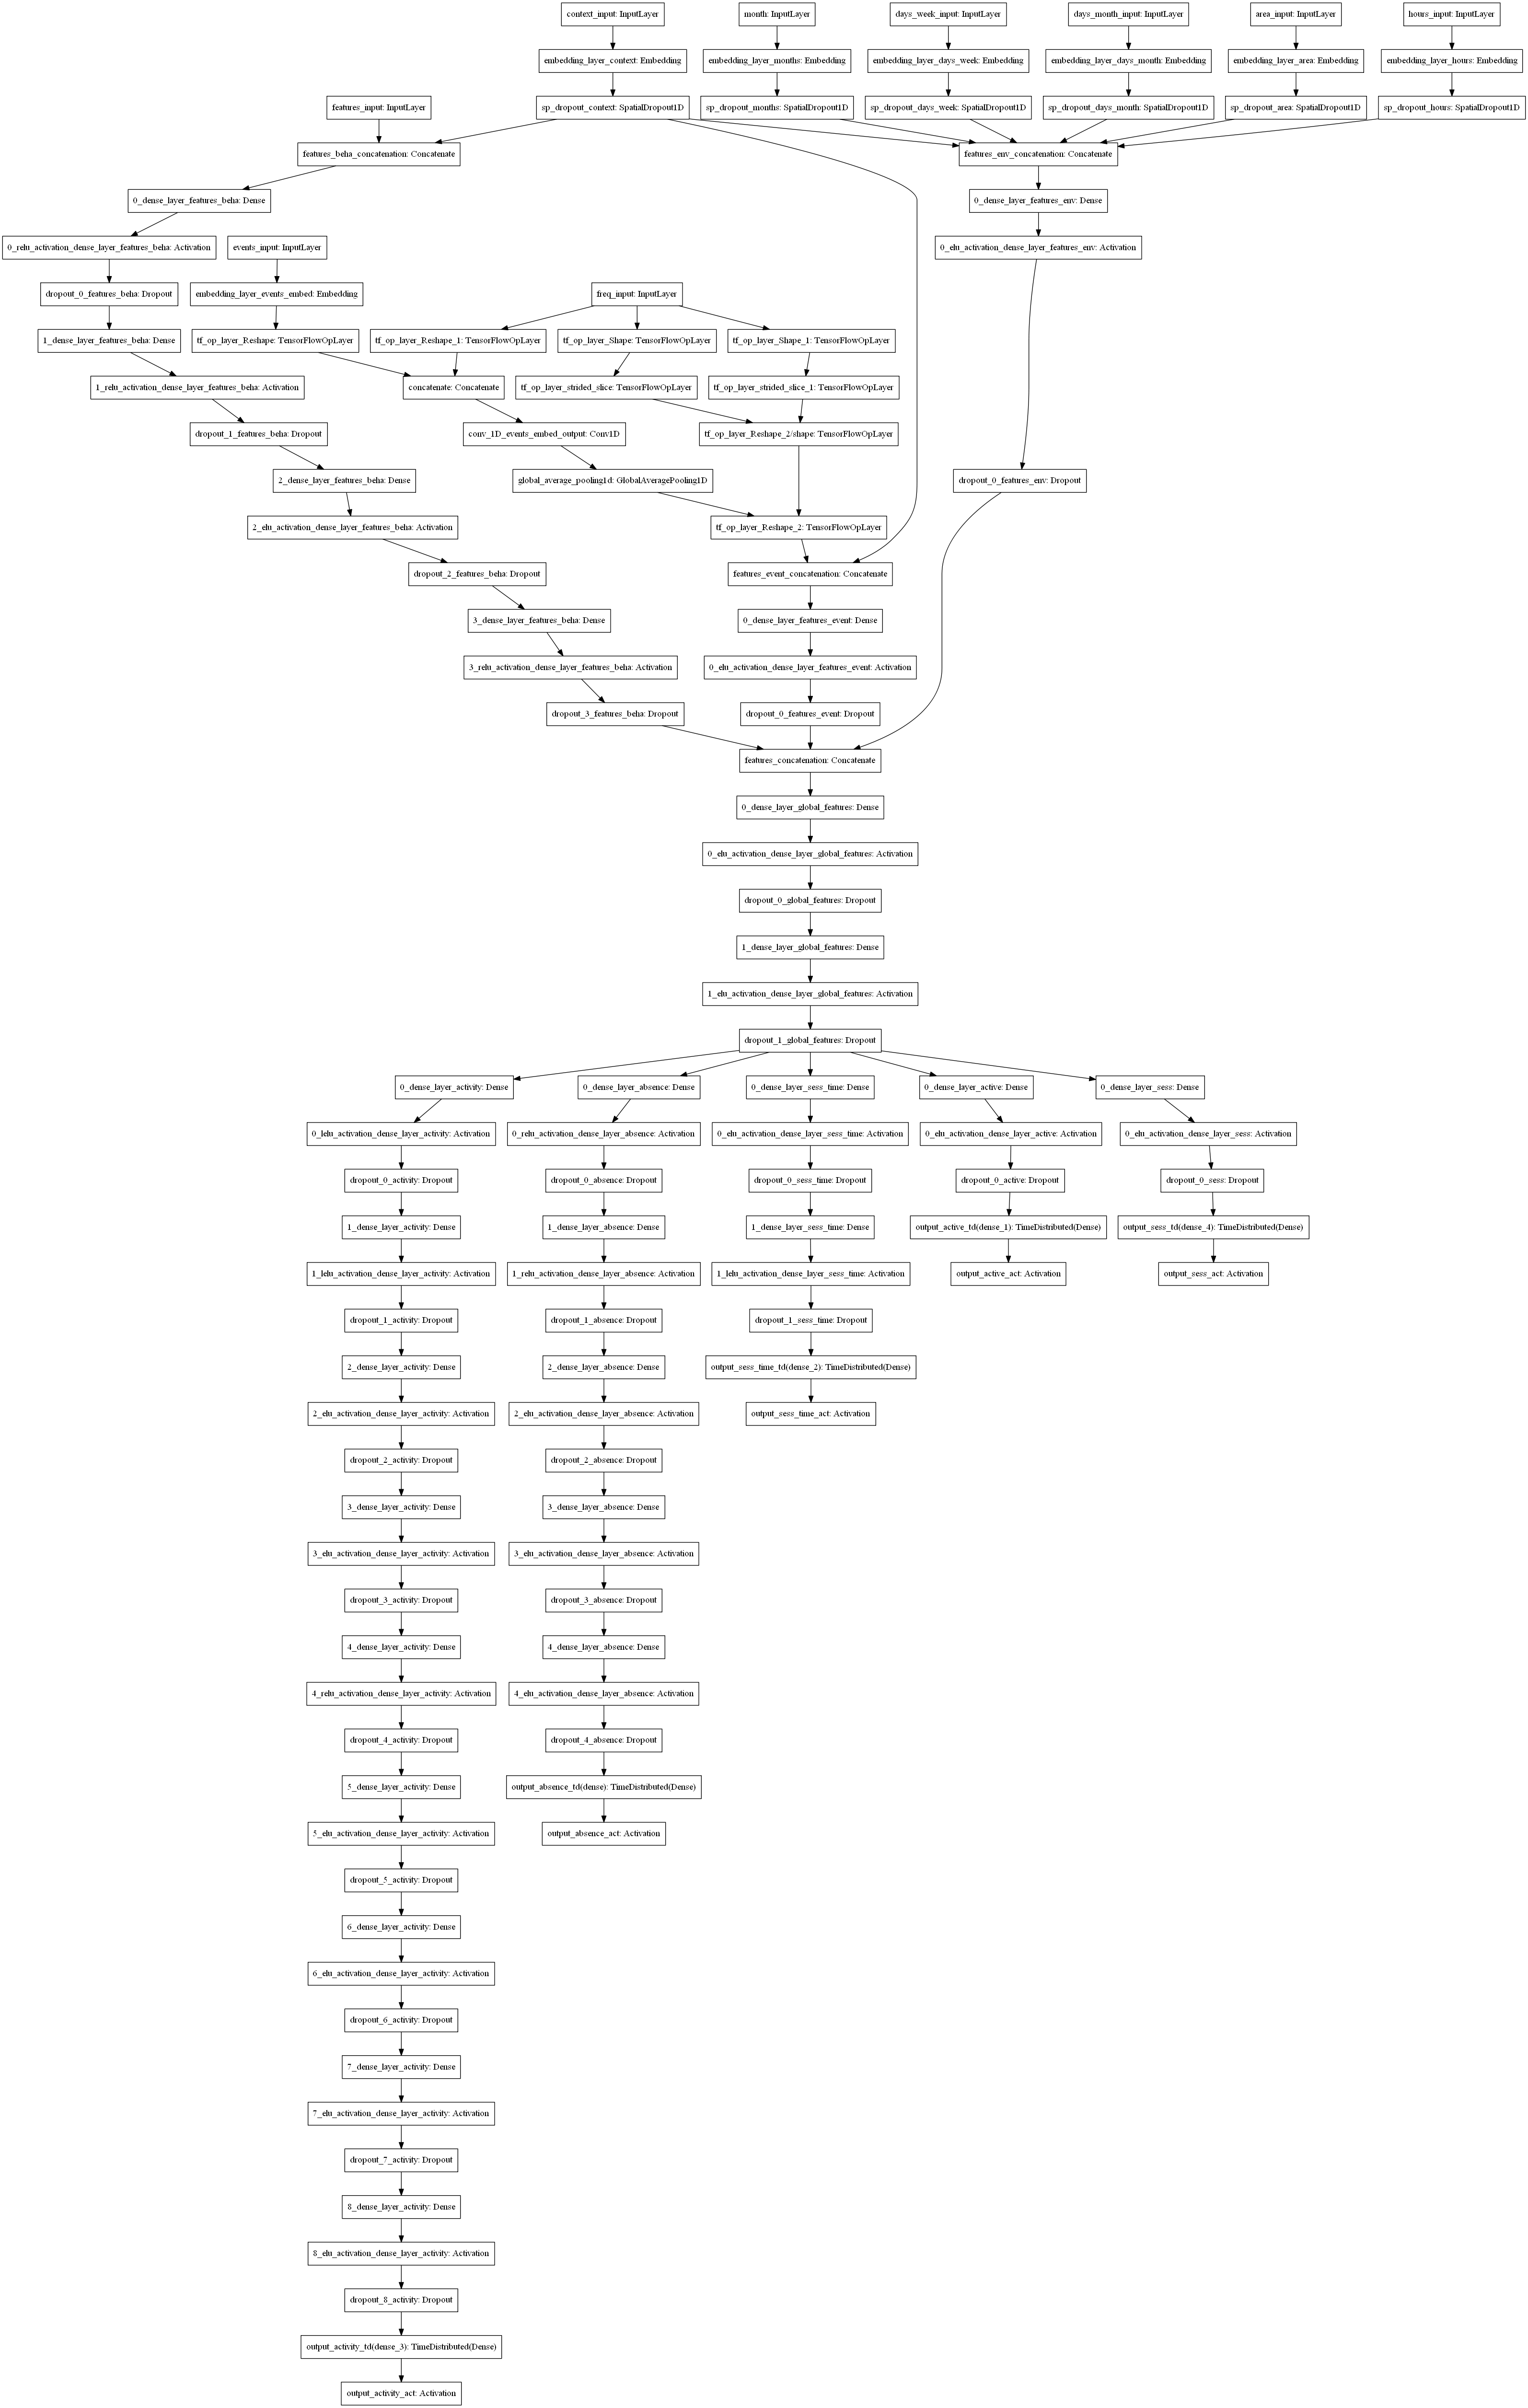 context_input: InputLayer
month: InputLayer
days_week_input: InputLayer
days_month_input: InputLayer
area_input: InputLayer
hours_input: InputLayer
embedding_layer_context: Embedding
embedding_layer_months: Embedding
embedding_layer_days_week: Embedding
embedding_layer_days_month: Embedding
embedding_layer_area: Embedding
embedding_layer_hours: Embedding
features_input: InputLayer
sp_dropout_context: SpatialDropout1D
sp_dropout_months: SpatialDropout1D
sp_dropout_days_week: SpatialDropout1D
sp_dropout_days_month: SpatialDropout1D
sp_dropout_area: SpatialDropout1D
sp_dropout_hours: SpatialDropout1D
features_beha_concatenation: Concatenate
features_env_concatenation: Concatenate
0_dense_layer_features_beha: Dense
0_dense_layer_features_env: Dense
0_relu_activation_dense_layer_features_beha: Activation
events_input: InputLayer
0_elu_activation_dense_layer_features_env: Activation
dropout_0_features_beha: Dropout
embedding_layer_events_embed: Embedding
freq_input: InputLayer
1_dense_layer_features_beha: Dense
tf_op_layer_Reshape: TensorFlowOpLayer
tf_op_layer_Reshape_1: TensorFlowOpLayer
tf_op_layer_Shape: TensorFlowOpLayer
tf_op_layer_Shape_1: TensorFlowOpLayer
1_relu_activation_dense_layer_features_beha: Activation
concatenate: Concatenate
tf_op_layer_strided_slice: TensorFlowOpLayer
tf_op_layer_strided_slice_1: TensorFlowOpLayer
dropout_1_features_beha: Dropout
conv_1D_events_embed_output: Conv1D
tf_op_layer_Reshape_2/shape: TensorFlowOpLayer
2_dense_layer_features_beha: Dense
global_average_pooling1d: GlobalAveragePooling1D
dropout_0_features_env: Dropout
2_elu_activation_dense_layer_features_beha: Activation
tf_op_layer_Reshape_2: TensorFlowOpLayer
dropout_2_features_beha: Dropout
features_event_concatenation: Concatenate
3_dense_layer_features_beha: Dense
0_dense_layer_features_event: Dense
3_relu_activation_dense_layer_features_beha: Activation
0_elu_activation_dense_layer_features_event: Activation
dropout_3_features_beha: Dropout
dropout_0_features_event: Dropout
features_concatenation: Concatenate
0_dense_layer_global_features: Dense
0_elu_activation_dense_layer_global_features: Activation
dropout_0_global_features: Dropout
1_dense_layer_global_features: Dense
1_elu_activation_dense_layer_global_features: Activation
dropout_1_global_features: Dropout
0_dense_layer_activity: Dense
0_dense_layer_absence: Dense
0_dense_layer_sess_time: Dense
0_dense_layer_active: Dense
0_dense_layer_sess: Dense
0_lelu_activation_dense_layer_activity: Activation
0_relu_activation_dense_layer_absence: Activation
0_elu_activation_dense_layer_sess_time: Activation
0_elu_activation_dense_layer_active: Activation
0_elu_activation_dense_layer_sess: Activation
dropout_0_activity: Dropout
dropout_0_absence: Dropout
dropout_0_sess_time: Dropout
dropout_0_active: Dropout
dropout_0_sess: Dropout
1_dense_layer_activity: Dense
1_dense_layer_absence: Dense
1_dense_layer_sess_time: Dense
output_active_td(dense_1): TimeDistributed(Dense)
output_sess_td(dense_4): TimeDistributed(Dense)
1_lelu_activation_dense_layer_activity: Activation
1_relu_activation_dense_layer_absence: Activation
1_lelu_activation_dense_layer_sess_time: Activation
output_active_act: Activation
output_sess_act: Activation
dropout_1_activity: Dropout
dropout_1_absence: Dropout
dropout_1_sess_time: Dropout
2_dense_layer_activity: Dense
2_dense_layer_absence: Dense
output_sess_time_td(dense_2): TimeDistributed(Dense)
2_elu_activation_dense_layer_activity: Activation
2_elu_activation_dense_layer_absence: Activation
output_sess_time_act: Activation
dropout_2_activity: Dropout
dropout_2_absence: Dropout
3_dense_layer_activity: Dense
3_dense_layer_absence: Dense
3_elu_activation_dense_layer_activity: Activation
3_elu_activation_dense_layer_absence: Activation
dropout_3_activity: Dropout
dropout_3_absence: Dropout
4_dense_layer_activity: Dense
4_dense_layer_absence: Dense
4_relu_activation_dense_layer_activity: Activation
4_elu_activation_dense_layer_absence: Activation
dropout_4_activity: Dropout
dropout_4_absence: Dropout
5_dense_layer_activity: Dense
output_absence_td(dense): TimeDistributed(Dense)
5_elu_activation_dense_layer_activity: Activation
output_absence_act: Activation
dropout_5_activity: Dropout
6_dense_layer_activity: Dense
6_elu_activation_dense_layer_activity: Activation
dropout_6_activity: Dropout
7_dense_layer_activity: Dense
7_elu_activation_dense_layer_activity: Activation
dropout_7_activity: Dropout
8_dense_layer_activity: Dense
8_elu_activation_dense_layer_activity: Activation
dropout_8_activity: Dropout
output_activity_td(dense_3): TimeDistributed(Dense)
output_activity_act: Activation